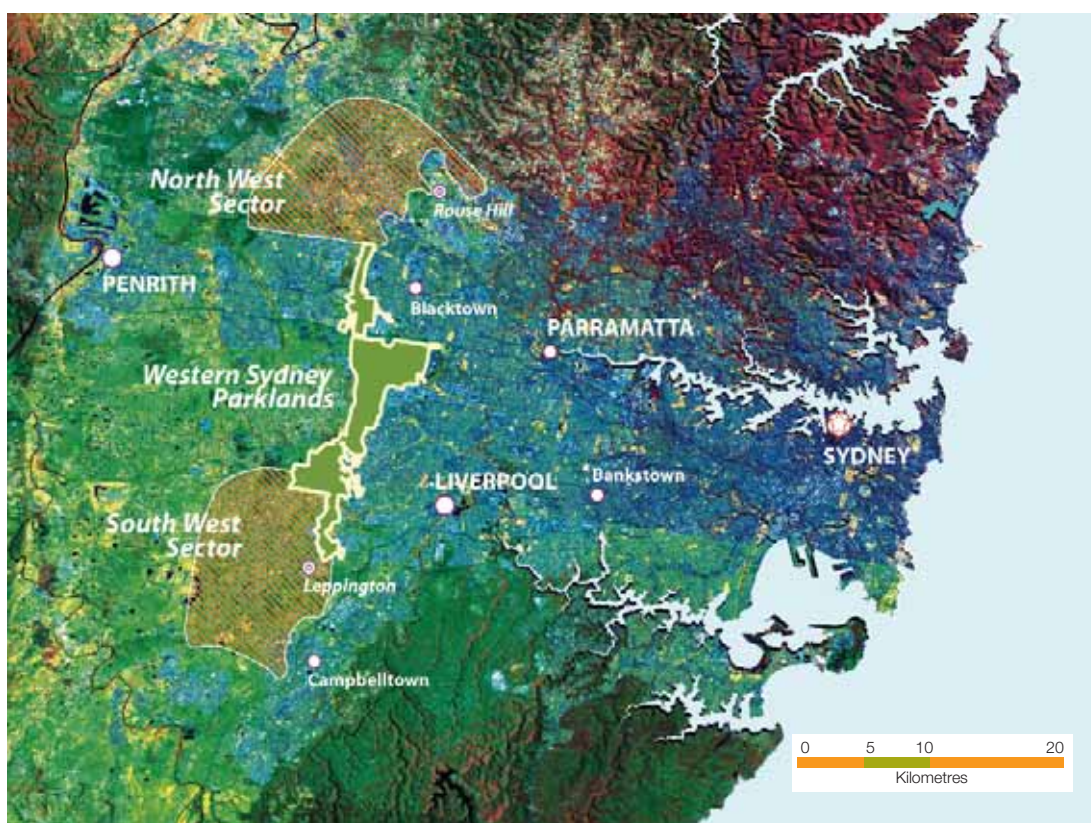 North West
Sector
Rouse Hill
PENRITH
Blacktown
PARRAMATTA
Western Sydney
Parklands
SYDNEY
LIVERPOOL
Bankstown
South West
Sector
Leppington
Campbelltown
0 5 10 20
Kilometres